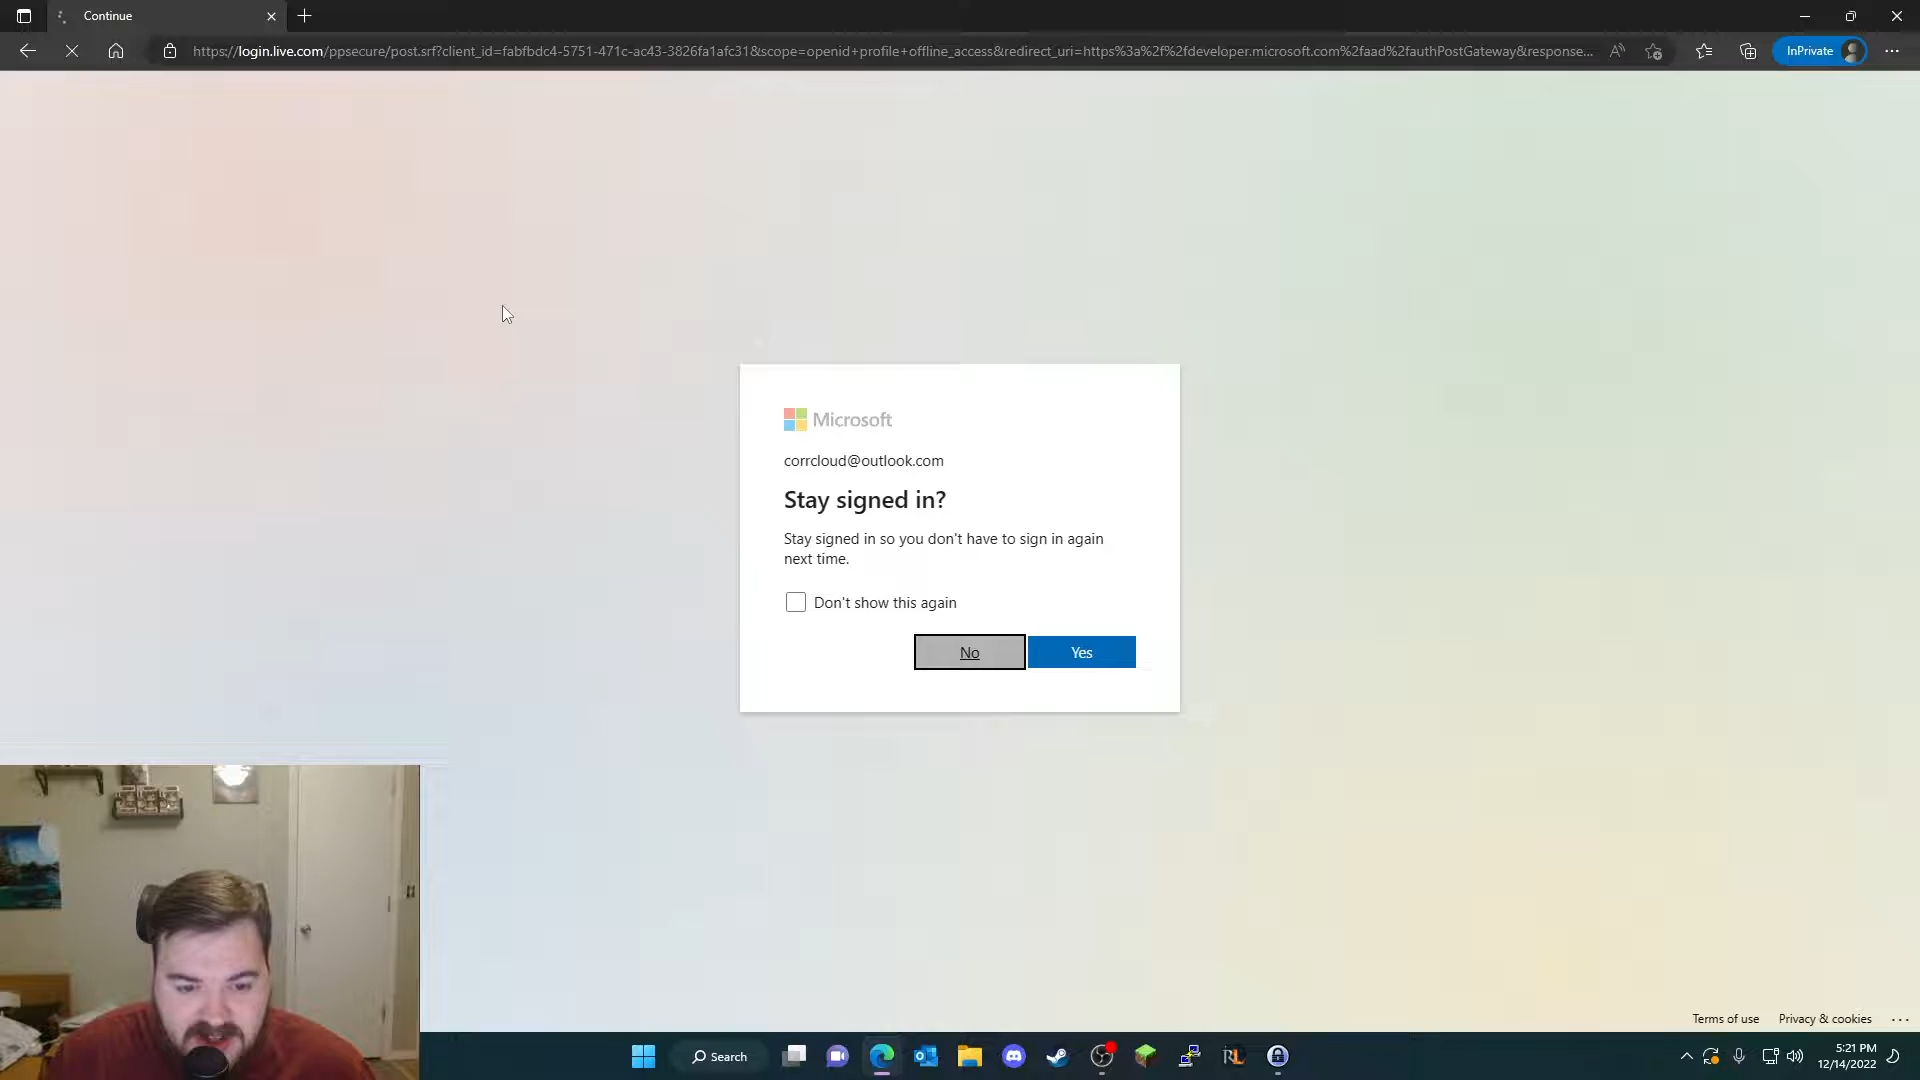 Continue
https://login.live.com/ppsecure/post.srf?client_id=fabfbdc4-5751-471c-ac43-3826fa1afc31&scope=openid+profile+offline_access&redirect_uri=https%3a%2f%2fdeveloper.microsoft.com%2faad%2fauthPostGateway&response...
InPrivate
Microsoft
corrcloud@outlook.com
Stay signed in?
Stay signed in so you don't have to sign in again
next time.
Don't show this again
No
Yes
Terms of use
Privacy & cookies
Search
RL
5:21 PM
12/14/2022